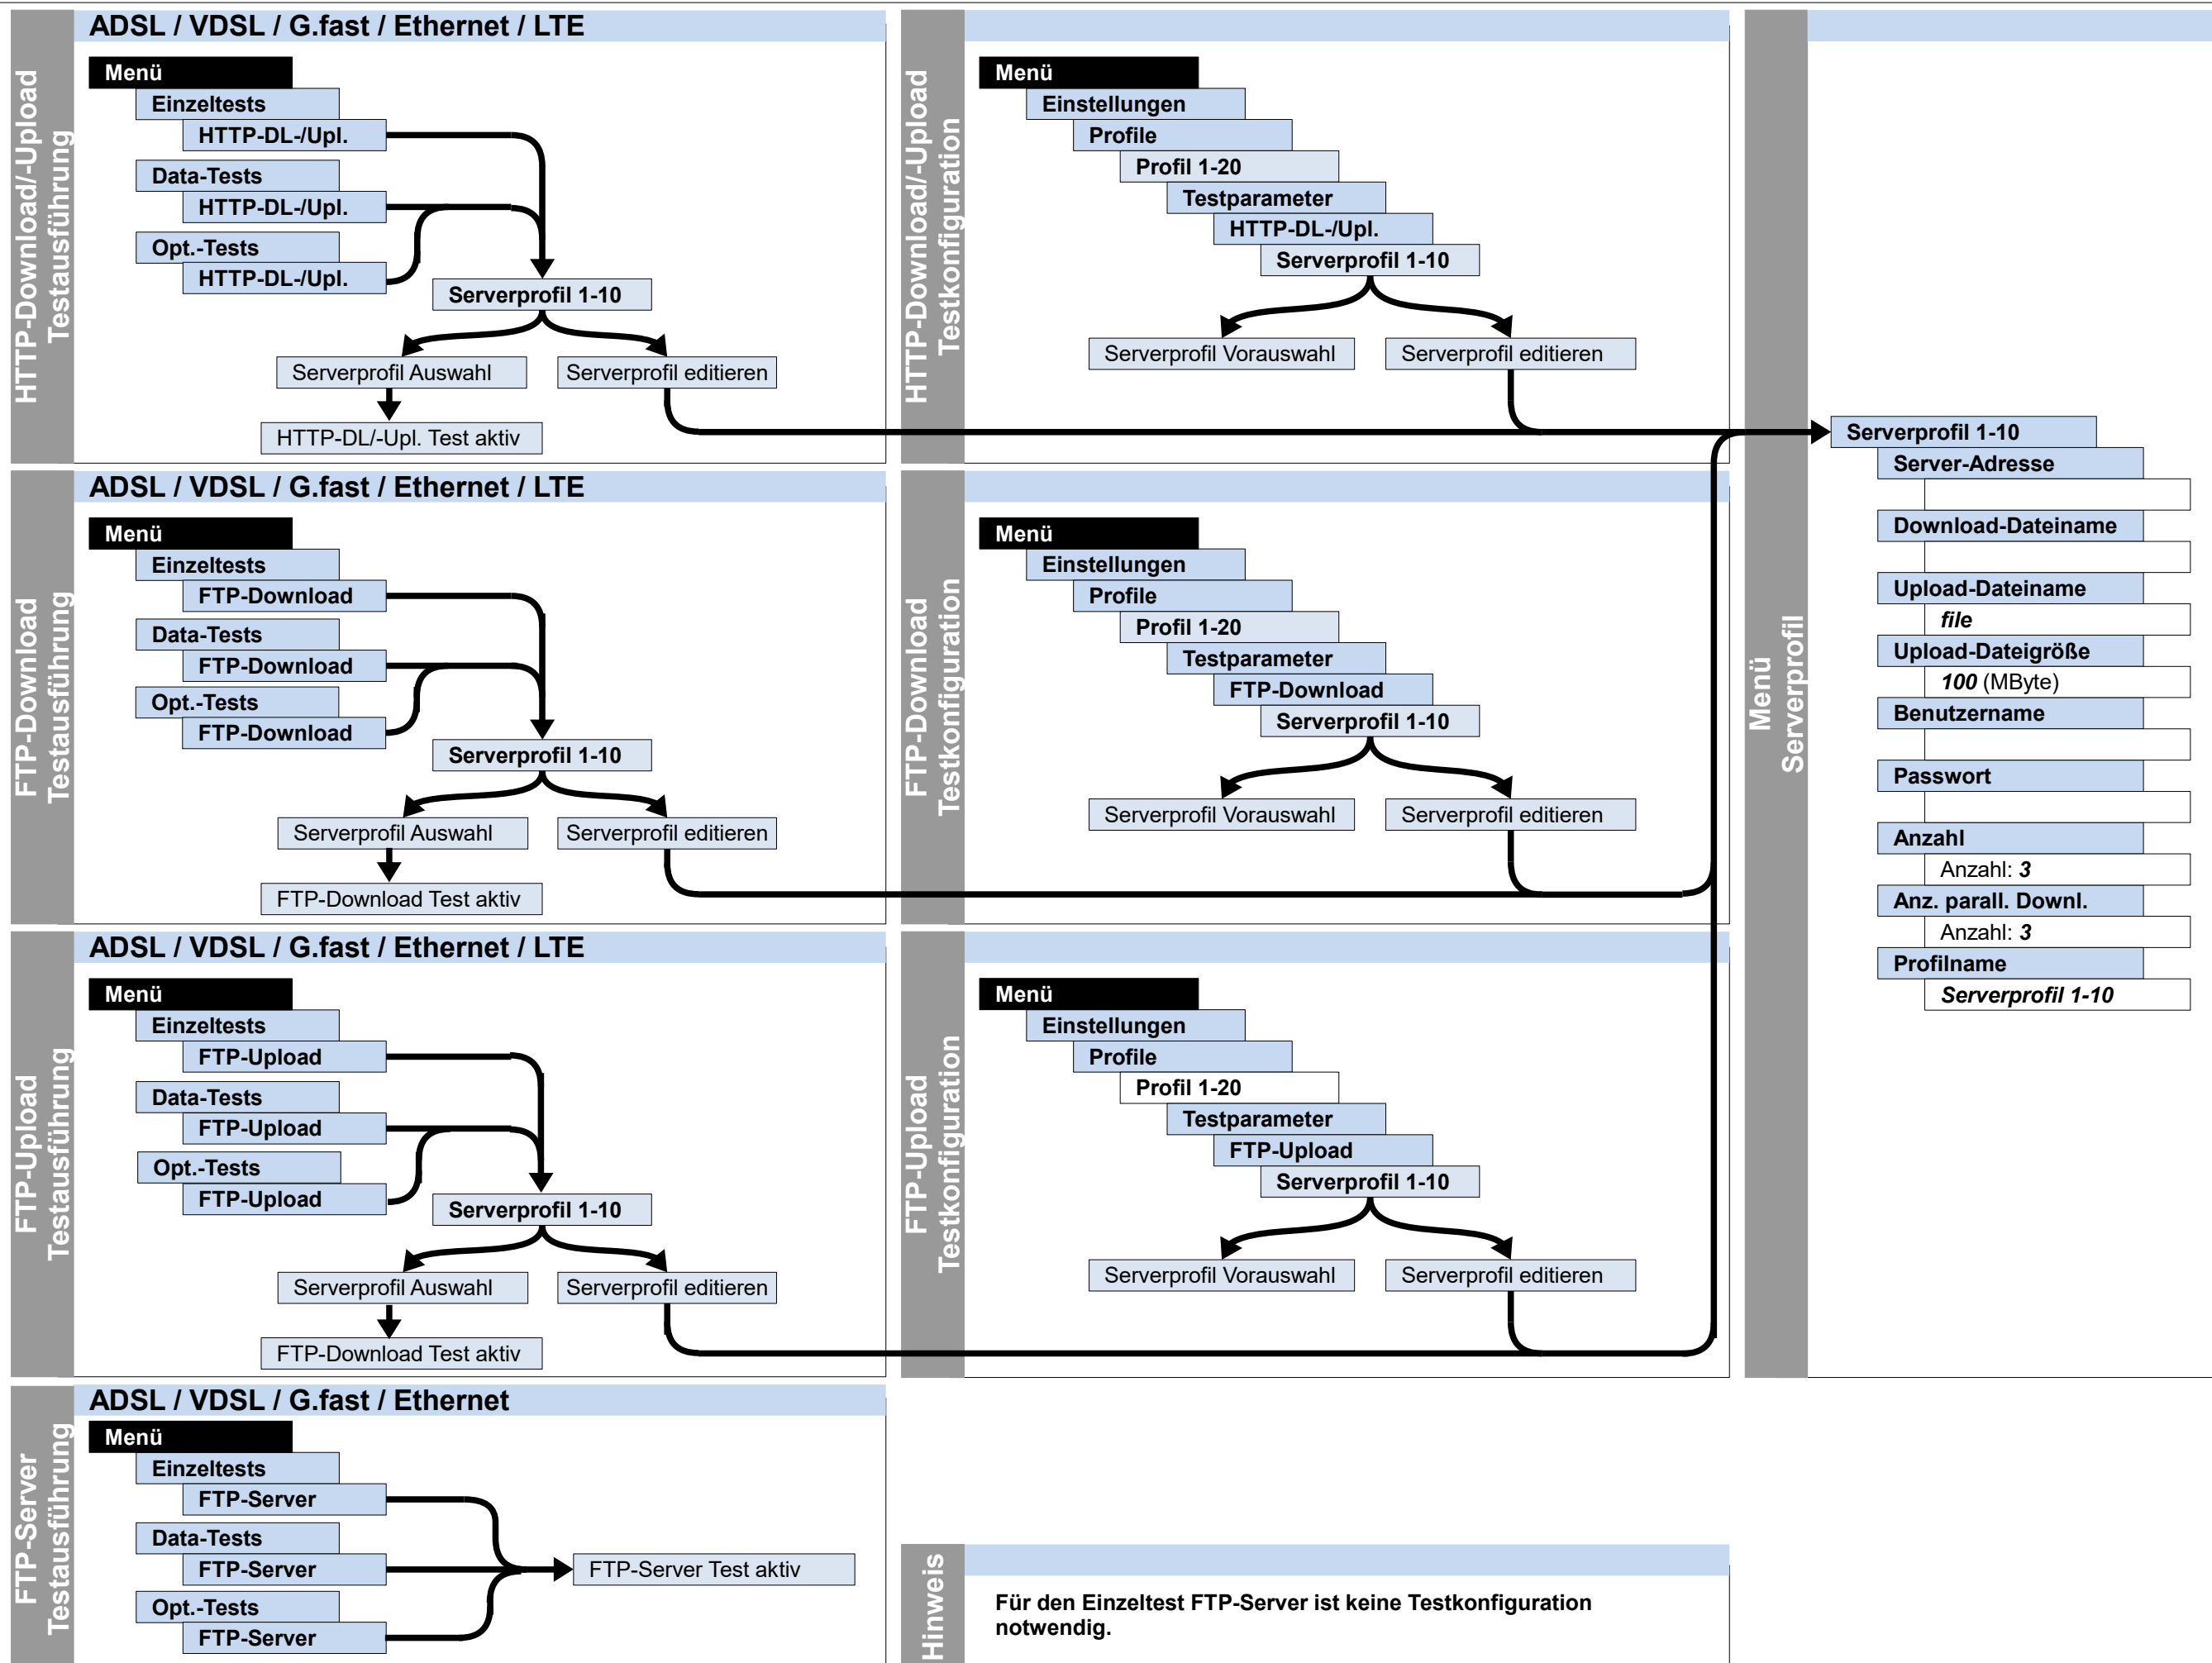 HTTP-Download/-Upload
Testausführung
ADSL / VDSL / G.fast / Ethernet / LTE
Menü
Einzeltests
HTTP-DL-/Upl.
Data-Tests
HTTP-DL-/Upl.
Opt.-Tests
HTTP-DL-/Upl.
Serverprofil 1-10
Serverprofil Auswahl
Serverprofil editieren
HTTP-DL/-Upl. Test aktiv
HTTP-Download/-Upload
Testkonfiguration
Menü
Einstellungen
Profile
Profil 1-20
Testparameter
HTTP-DL-/Upl.
Serverprofil 1-10
Serverprofil Vorauswahl
Serverprofil editieren
FTP-Download
Testausführung
ADSL / VDSL / G.fast / Ethernet / LTE
Menü
Einzeltests
FTP-Download
Data-Tests
FTP-Download
Opt.-Tests
FTP-Download
Serverprofil 1-10
Serverprofil Auswahl
Serverprofil editieren
FTP-Download Test aktiv
FTP-Download
Testkonfiguration
Menü
Einstellungen
Profile
Profil 1-20
Testparameter
FTP-Download
Serverprofil 1-10
Serverprofil Vorauswahl
Serverprofil editieren
FTP-Upload
Testausführung
ADSL / VDSL / G.fast / Ethernet / LTE
Menü
Einzeltests
FTP-Upload
Data-Tests
FTP-Upload
Opt.-Tests
FTP-Upload
Serverprofil 1-10
Serverprofil Auswahl
Serverprofil editieren
FTP-Download Test aktiv
FTP-Upload
Testkonfiguration
Menü
Einstellungen
Profile
Profil 1-20
Testparameter
FTP-Upload
Serverprofil 1-10
Serverprofil Vorauswahl
Serverprofil editieren
FTP-Server
Testausführung
ADSL / VDSL / G.fast / Ethernet
Menü
Einzeltests
FTP-Server
Data-Tests
FTP-Server
Opt.-Tests
FTP-Server
FTP-Server Test aktiv
Hinweis
Für den Einzeltest FTP-Server ist keine Testkonfiguration
notwendig.
Menü
Serverprofil
Serverprofil 1-10
Server-Adresse
Download-Dateiname
Upload-Dateiname
file
Upload-Dateigröße
100 (MByte)
Benutzername
Passwort
Anzahl
Anzahl: 3
Anz. parall. Downl.
Anzahl: 3
Profilname
Serverprofil 1-10